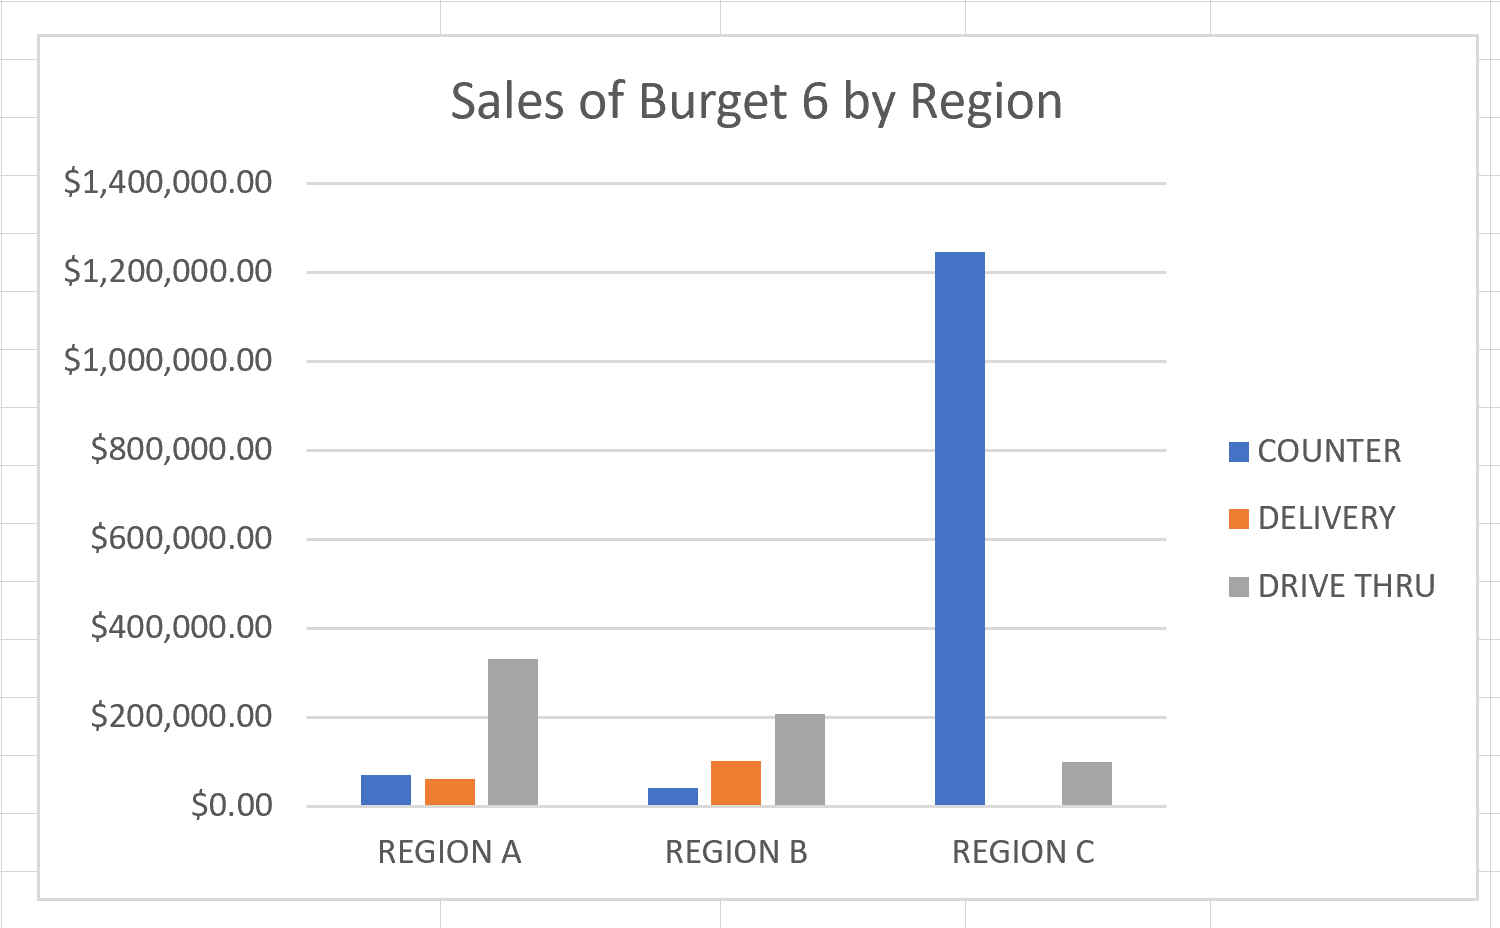 Sales of Burget 6 by Region
$1,400,000.00
$1,200,000.00
$1,000,000.00
$800,000.00
$600,000.00
$400,000.00
$200,000.00
$0.00
REGION A
REGION B
REGION C
COUNTER
DELIVERY
DRIVE THRU